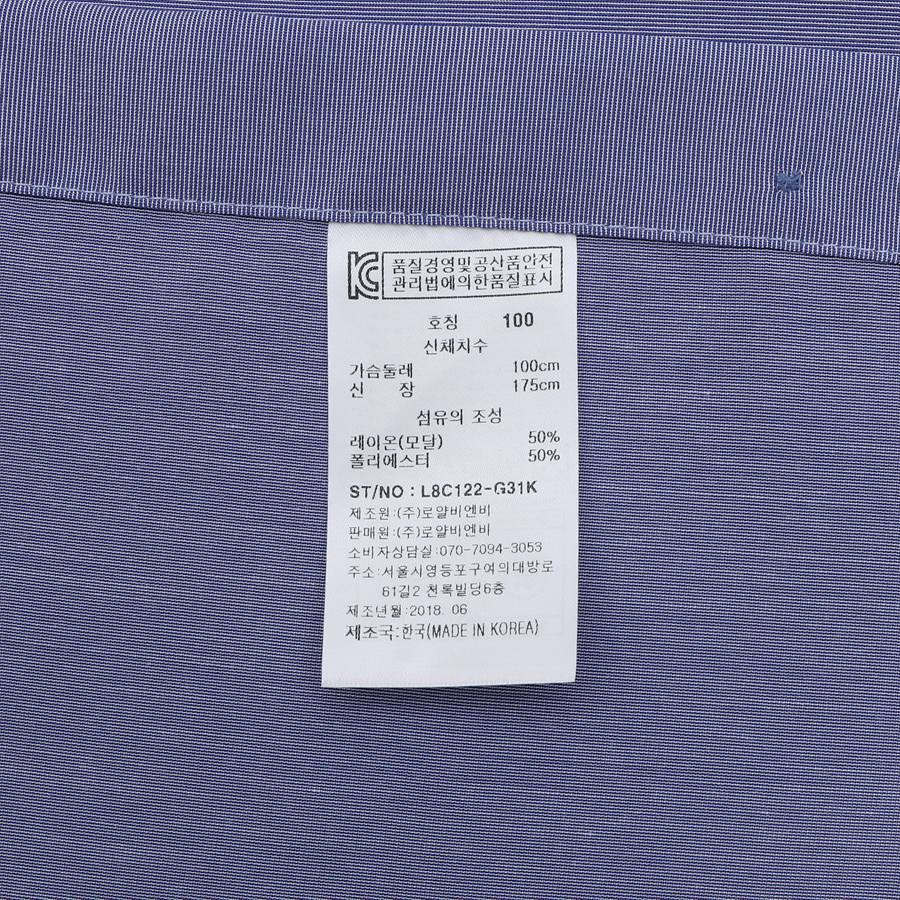 KC 품질경영및공산품안전
관리법에의한품질표시
호칭 100
신체치수
가슴둘레 100cm
신 장 175cm
섬유의 조성
레이온(모달) 50%
폴리에스터 50%
ST/NO : L8C122-G31K
제조원:(주)로얄비엔비
판매원:(주)로얄비엔비
소비자상담실:070-7094-3053
주소:서울시영등포구여의대방로
61길2 천록빌딩6층
제조년월:2018. 06
제조국:한국(MADE IN KOREA)